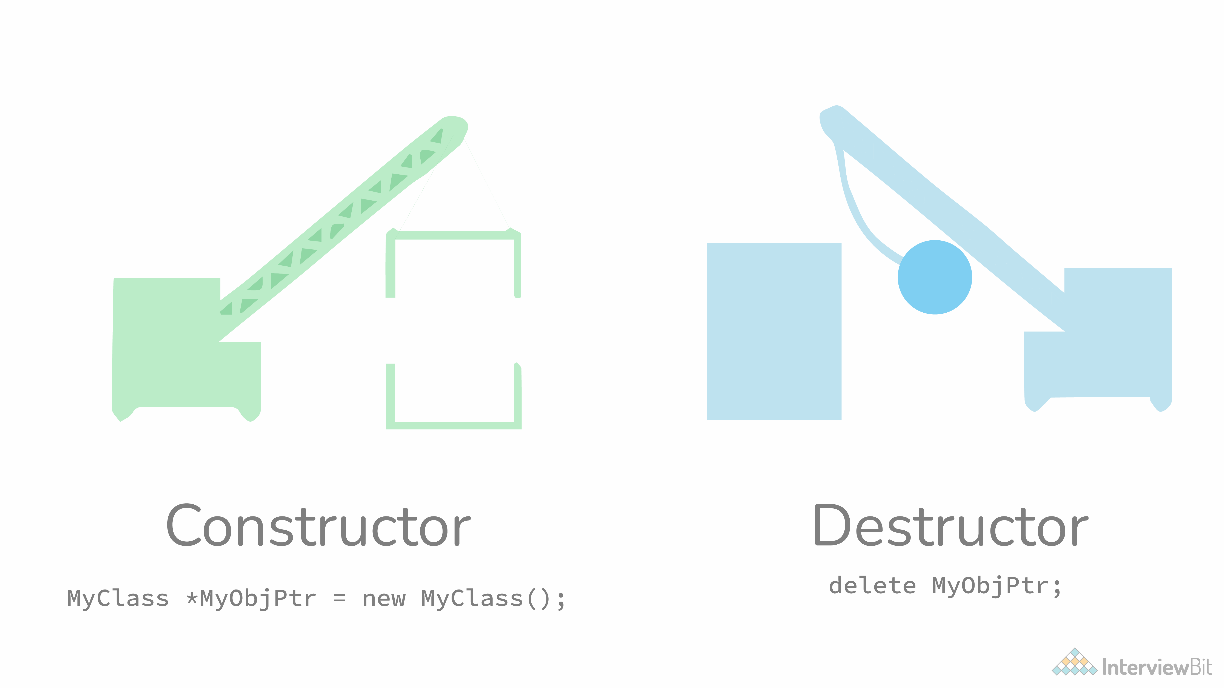 Constructor
MyClass *MyObjPtr = new MyClass();
Destructor
delete MyObjPtr;
InterviewBit